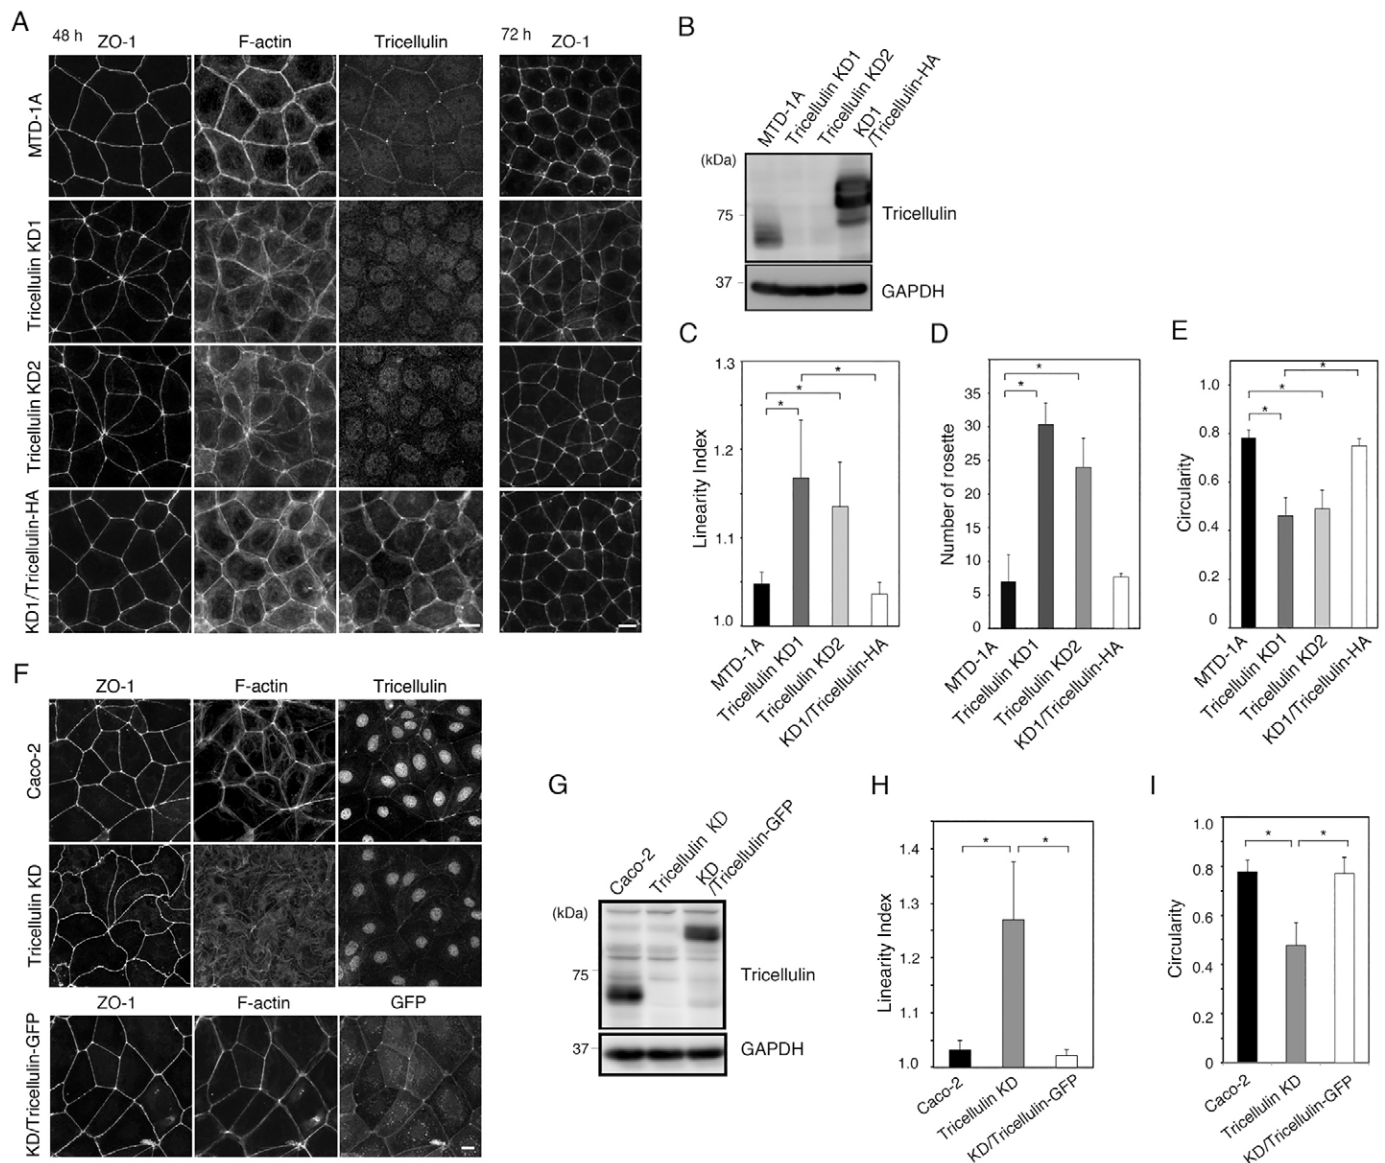 A
48 h
ZO-1
F-actin
Tricellulin
72 h
ZO-1
MTD-1A
Tricellulin KD1
Tricellulin KD2
KD1/Tricellulin-HA
B
MTD-1A
Tricellulin KD1
Tricellulin KD2
KD1
/Tricellulin-HA
(kDa)
75
Tricellulin
37
GAPDH
C
Linearity Index
1.3
1.2
1.1
1.0
*
*
*
MTD-1A
Tricellulin KD1
Tricellulin KD2
KD1/Tricellulin-HA
D
Number of rosette
35
30
25
20
15
10
5
0
*
*
MTD-1A
Tricellulin KD1
Tricellulin KD2
KD1/Tricellulin-HA
E
Circularity
1.0
0.8
0.6
0.4
0.2
0
*
*
*
MTD-1A
Tricellulin KD1
Tricellulin KD2
KD1/Tricellulin-HA
F
ZO-1
F-actin
Tricellulin
Caco-2
Tricellulin KD
ZO-1
F-actin
GFP
KD/Tricellulin-GFP
G
Caco-2
Tricellulin KD
KD
/Tricellulin-GFP
(kDa)
75
Tricellulin
37
GAPDH
H
Linearity Index
1.4
1.3
1.2
1.1
1.0
*
*
Caco-2
Tricellulin KD
KD/Tricellulin-GFP
I
Circularity
1.0
0.8
0.6
0.4
0.2
0
*
*
Caco-2
Tricellulin KD
KD/Tricellulin-GFP